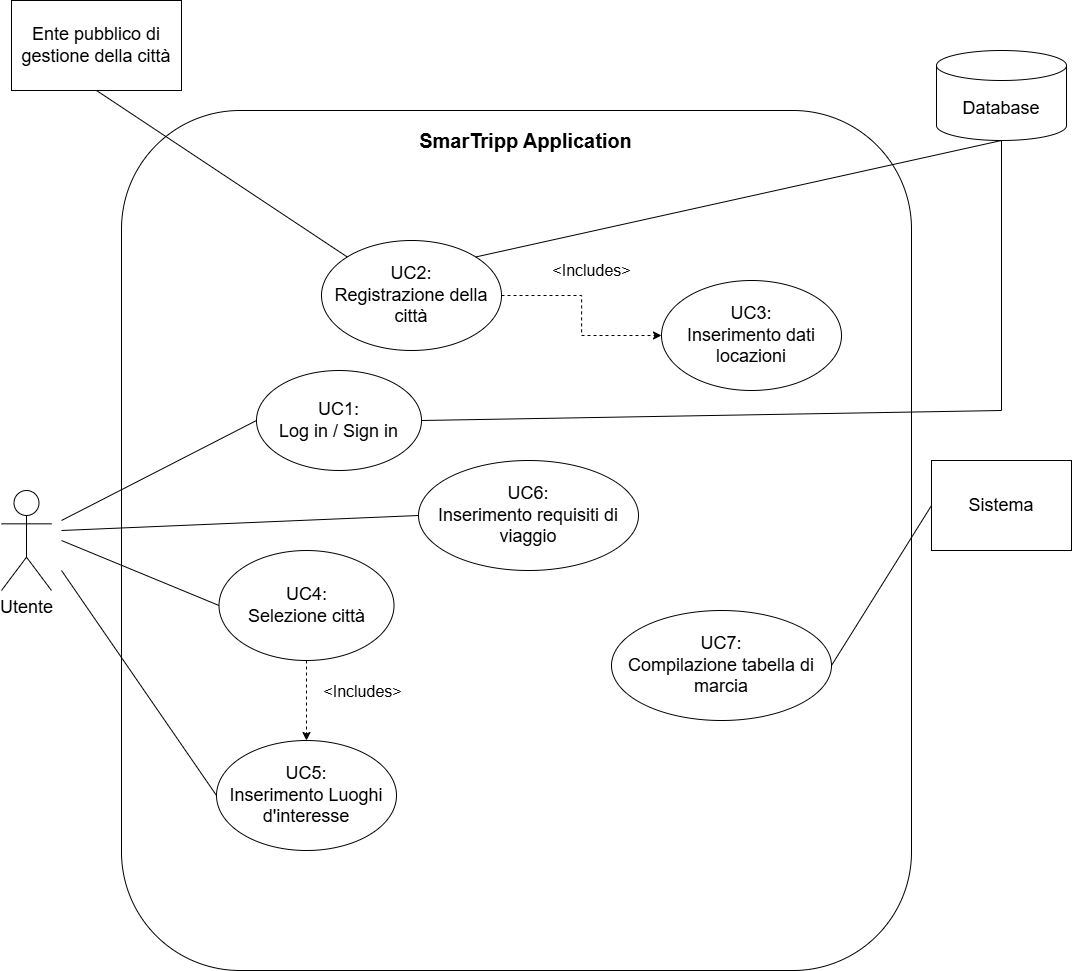 Ente pubblico di
gestione della città
Database
SmarTripp Application
UC2:
Registrazione della
città
<Includes>
UC3:
Inserimento dati
locazioni
UC1:
Log in / Sign in
UC6:
Inserimento requisiti di
viaggio
Sistema
Utente
UC4:
Selezione città
UC7:
Compilazione tabella di
marcia
<Includes>
UC5:
Inserimento Luoghi
d'interesse